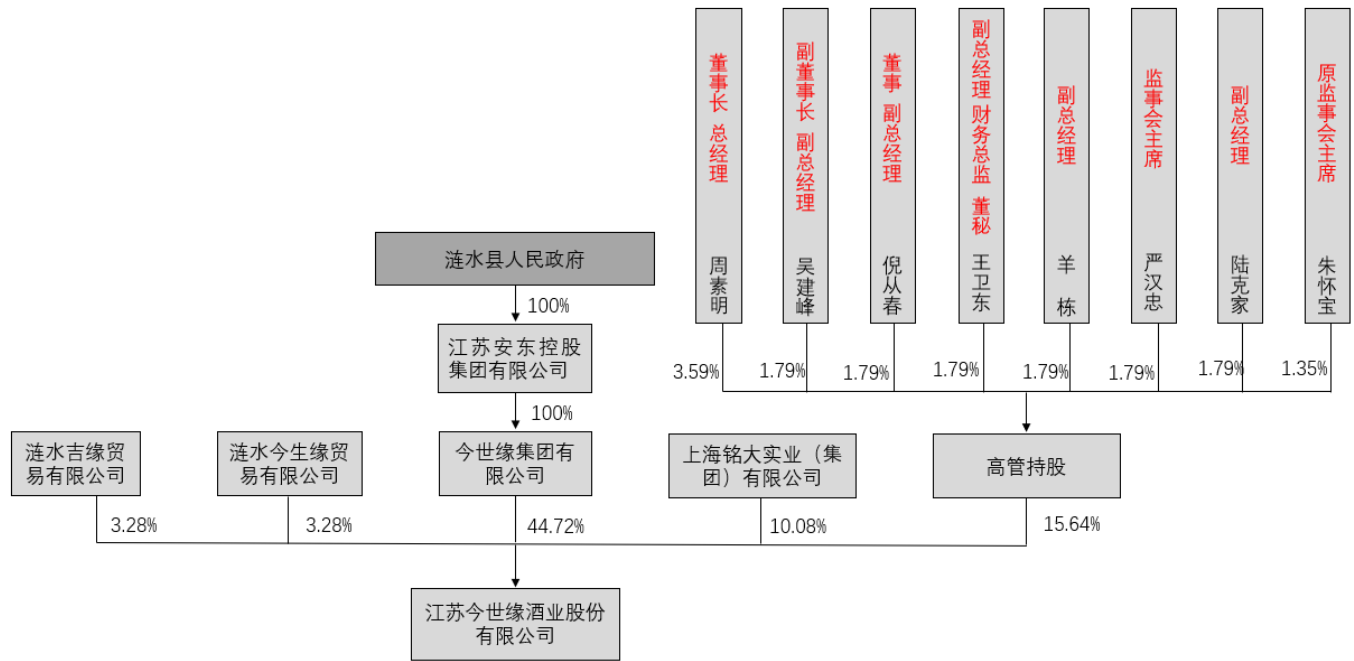 董事长 总经理
周素明
副董事长 副总经理
吴建峰
董事 副总经理
倪从春
副总经理 财务总监 董秘
王卫东
副总经理
羊 栋
监事会主席
严汉忠
副总经理
陆克家
原监事会主席
朱怀宝
涟水县人民政府
100%
江苏安东控股
集团有限公司
3.59%
1.79%
1.79%
1.79%
1.79%
1.79%
1.79%
1.35%
100%
涟水吉缘贸
易有限公司
涟水今生缘贸
易有限公司
今世缘集团有
限公司
上海铭大实业（集
团）有限公司
高管持股
3.28%
3.28%
44.72%
10.08%
15.64%
江苏今世缘酒业股份
有限公司